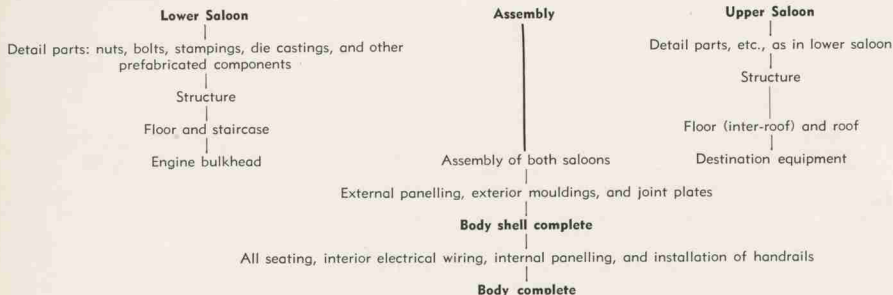 Lower Saloon
Detail parts: nuts, bolts, stampings, die castings, and other
prefabricated components
Structure
Floor and staircase
Engine bulkhead
Assembly
Assembly of both saloons
External panelling, exterior mouldings, and joint plates
Body shell complete
All seating, interior electrical wiring, internal panelling, and installation of handrails
Body complete
Upper Saloon
Detail parts, etc., as in lower saloon
Structure
Floor (inter-roof) and roof
Destination equipment